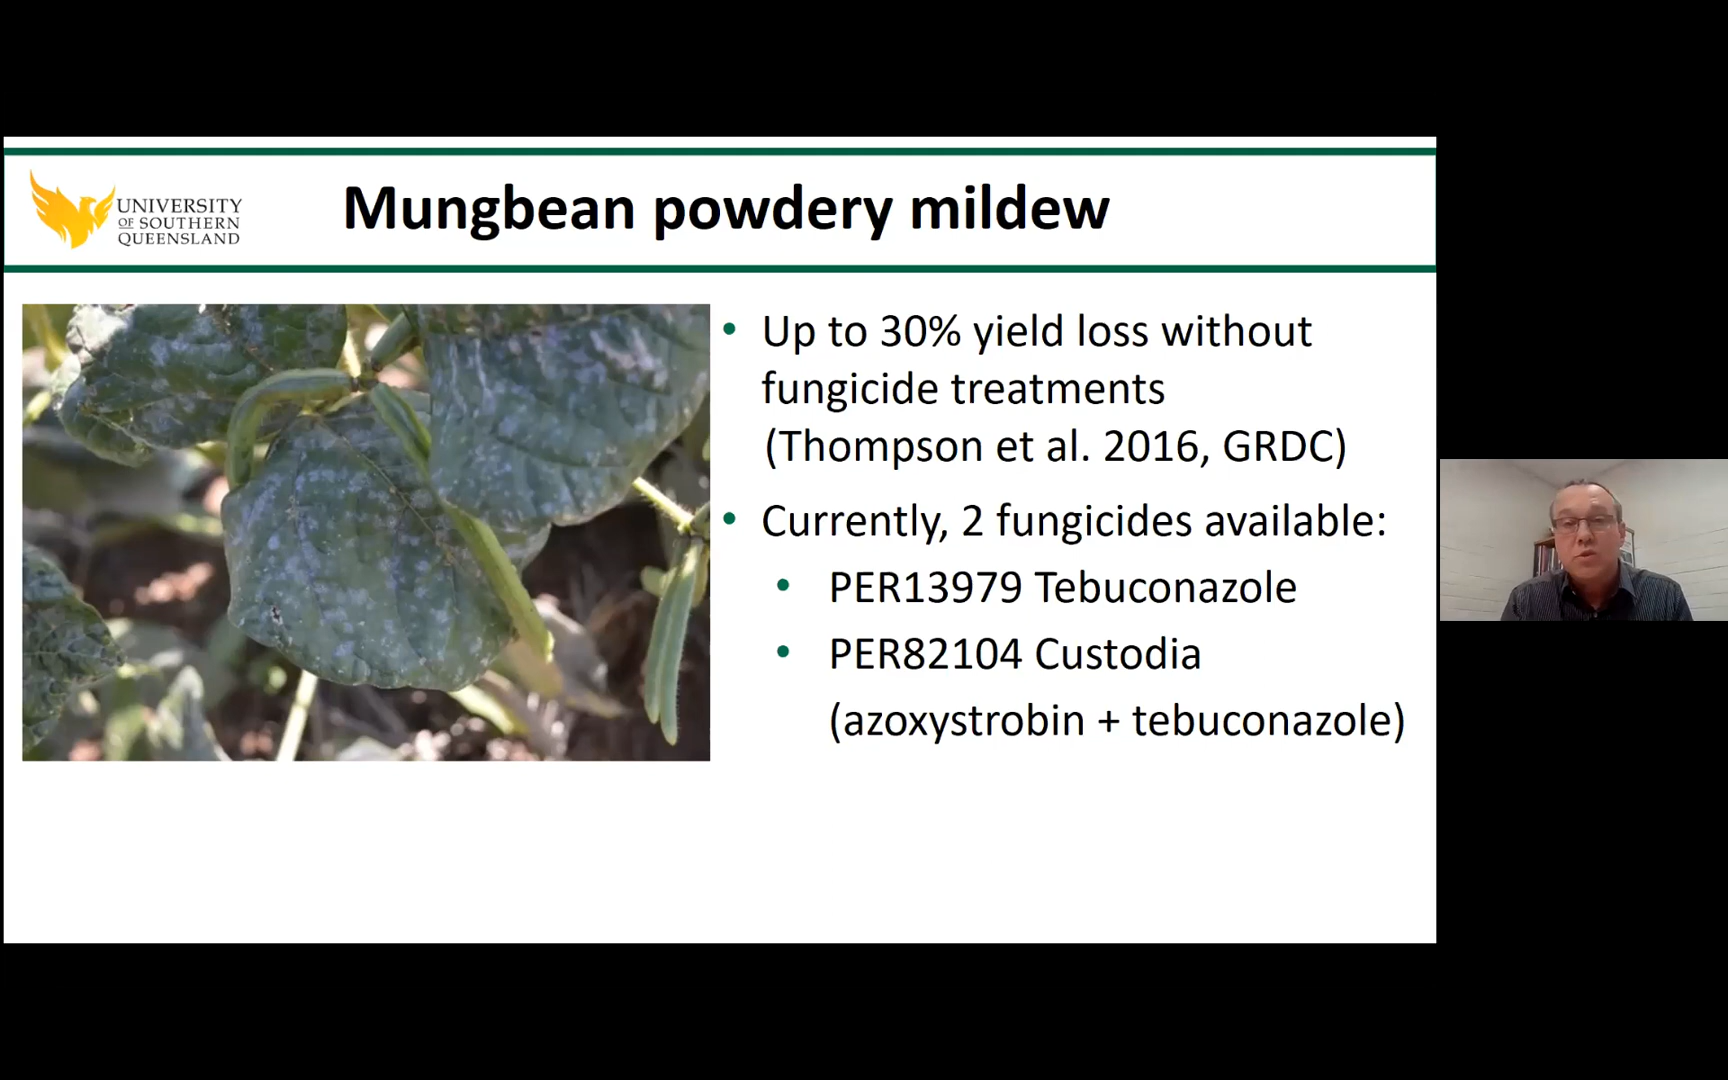 UNIVERSITY
OF SOUTHERN
QUEENSLAND
Mungbean powdery mildew
• Up to 30% yield loss without
fungicide treatments
(Thompson et al. 2016, GRDC)
• Currently, 2 fungicides available:
• PER13979 Tebuconazole
• PER82104 Custodia
(azoxystrobin + tebuconazole)